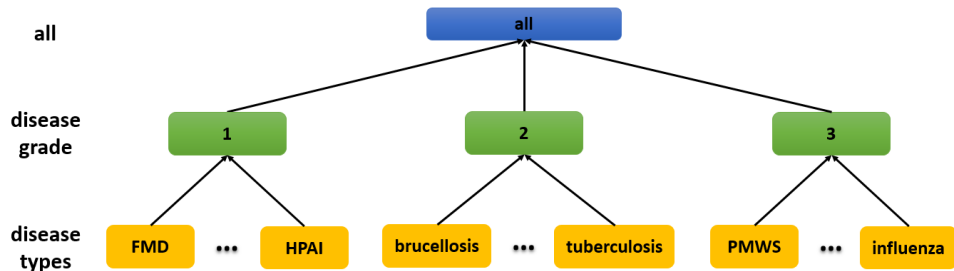 all
all
disease
grade
1
2
3
disease
types
FMD
...
HPAI
brucellosis
...
tuberculosis
PMWS
...
influenza